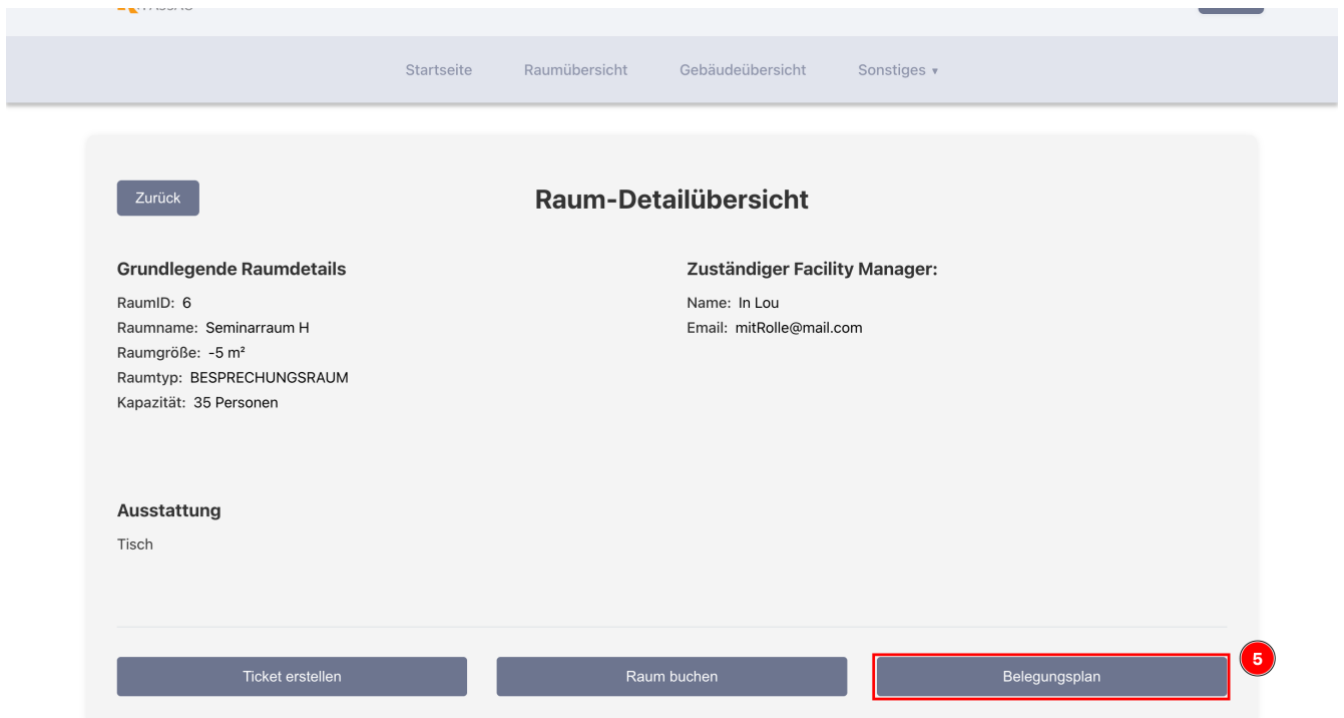 Startseite Raumübersicht Gebäudeübersicht Sonstiges ▾
Zurück
Raum-Detailübersicht
Grundlegende Raumdetails
RaumID: 6
Raumname: Seminarraum H
Raumgröße: -5 m²
Raumtyp: BESPRECHUNGSRAUM
Kapazität: 35 Personen
Zuständiger Facility Manager:
Name: In Lou
Email: mitRolle@mail.com
Ausstattung
Tisch
Ticket erstellen
Raum buchen
Belegungsplan
5